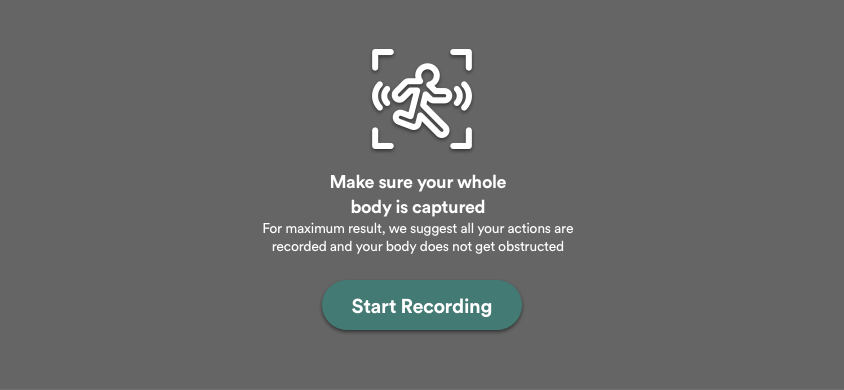 Make sure your whole
body is captured
For maximum result, we suggest all your actions are
recorded and your body does not get obstructed
Start Recording